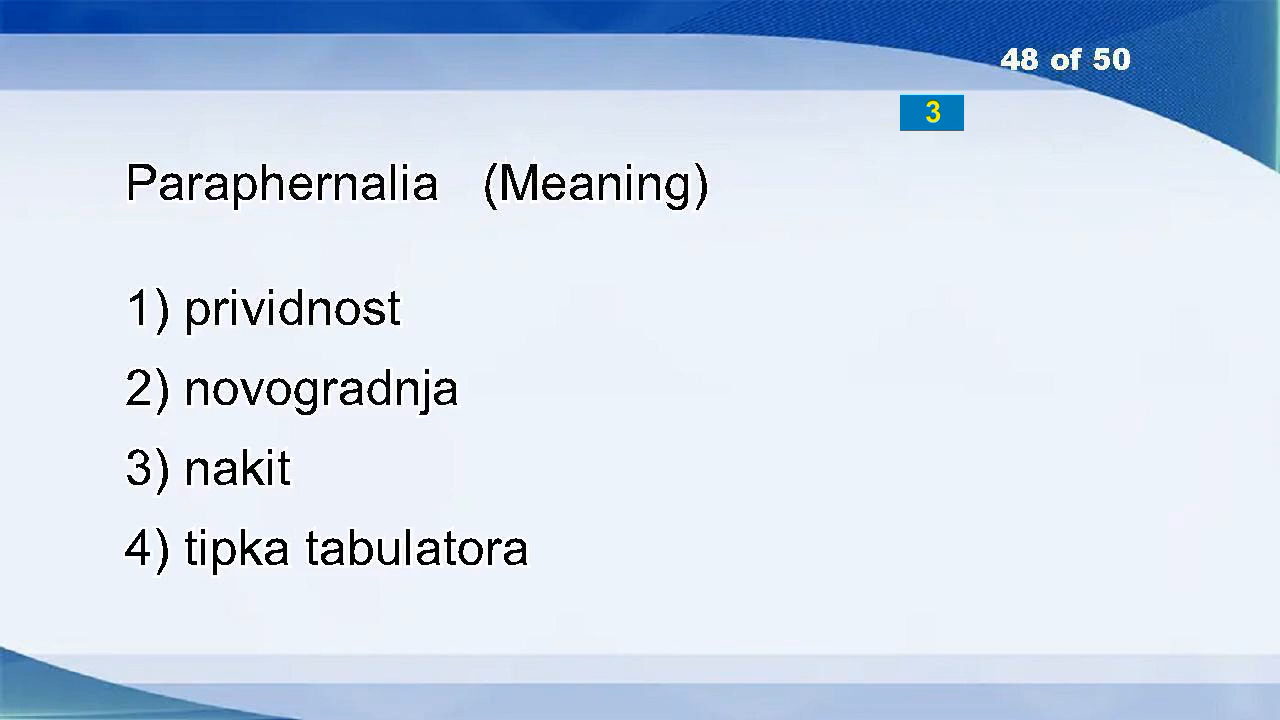 48 of 50
3
Paraphernalia (Meaning)
1) prividnost
2) novogradnja
3) nakit
4) tipka tabulatora